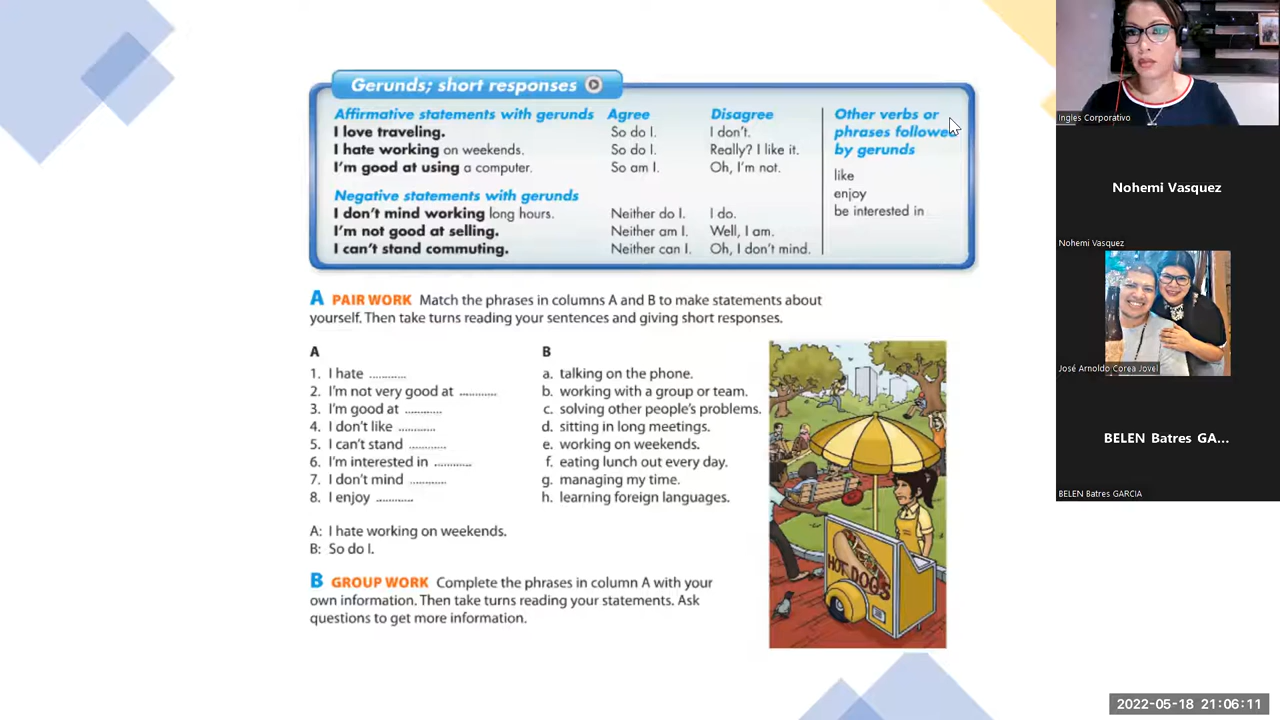 Gerunds; short responses
Affirmative statements with gerunds Agree Disagree
I love traveling. So do I. I don't.
I hate working on weekends. So do I. Really? I like it.
I'm good at using a computer. So am I. Oh, I'm not.
Negative statements with gerunds
I don't mind working long hours. Neither do I. I do.
I'm not good at selling. Neither am I. Well, I am.
I can't stand commuting. Neither can I. Oh, I don't mind.
Other verbs or
phrases followe
by gerunds
like
enjoy
be interested in
A PAIR WORK Match the phrases in columns A and B to make statements about
yourself. Then take turns reading your sentences and giving short responses.
A
1. I hate ............
2. I'm not very good at ............
3. I'm good at ............
4. I don't like ............
5. I can't stand ............
6. I'm interested in ............
7. I don't mind ............
8. I enjoy ............
B
a. talking on the phone.
b. working with a group or team.
c. solving other people's problems.
d. sitting in long meetings.
e. working on weekends.
f. eating lunch out every day.
g. managing my time.
h. learning foreign languages.
A: I hate working on weekends.
B: So do I.
B GROUP WORK Complete the phrases in column A with your
own information. Then take turns reading your statements. Ask
questions to get more information.
HOT DOGS
Ingles Corporativo
Nohemi Vasquez
Nohemi Vasquez
José Arnoldo Corea Jovel
BELEN Batres GA...
BELEN Batres GARCIA
2022-05-18 21:06:11